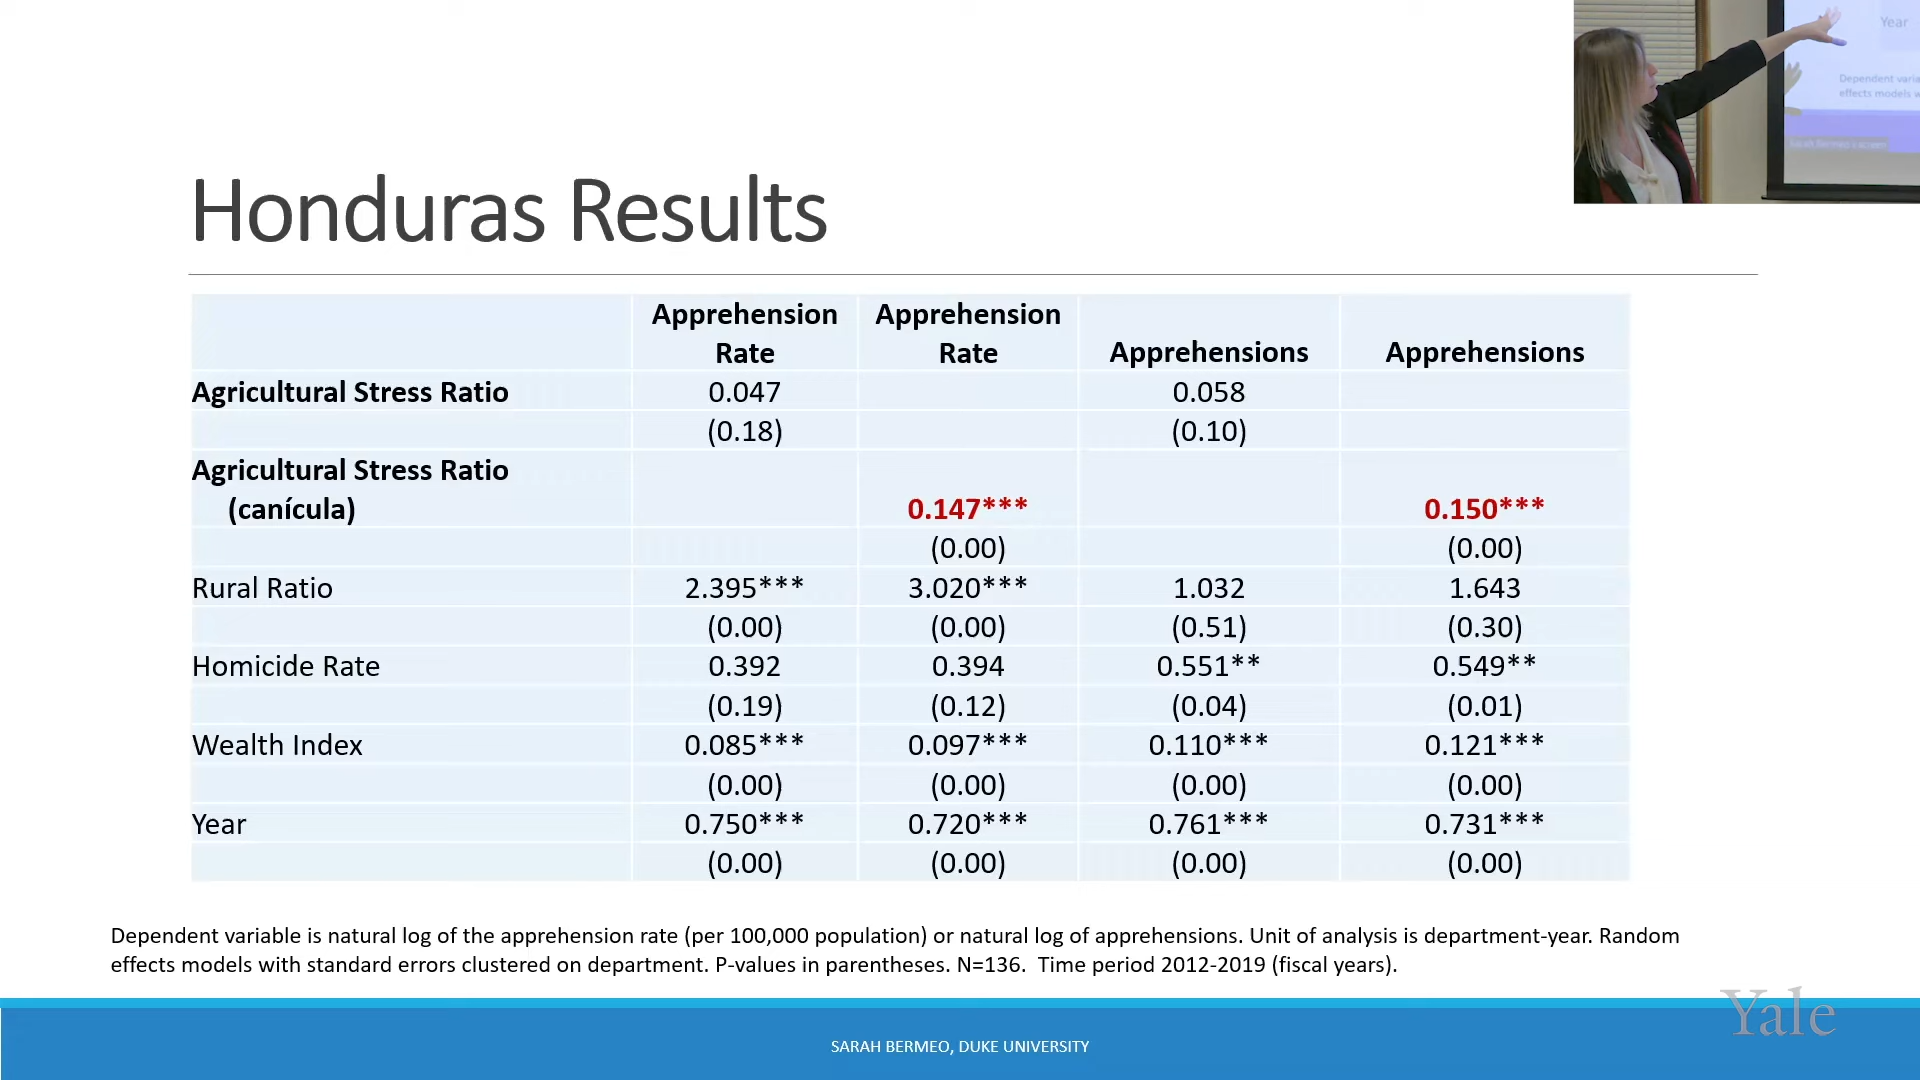 Year
Dependent varia
effects models w
Honduras Results
Apprehension Rate Apprehension Rate Apprehensions Apprehensions
Agricultural Stress Ratio 0.047 0.058
(0.18) (0.10)
Agricultural Stress Ratio
(canícula) 0.147*** 0.150***
(0.00) (0.00)
Rural Ratio 2.395*** 3.020*** 1.032 1.643
(0.00) (0.00) (0.51) (0.30)
Homicide Rate 0.392 0.394 0.551** 0.549**
(0.19) (0.12) (0.04) (0.01)
Wealth Index 0.085*** 0.097*** 0.110*** 0.121***
(0.00) (0.00) (0.00) (0.00)
Year 0.750*** 0.720*** 0.761*** 0.731***
(0.00) (0.00) (0.00) (0.00)
Dependent variable is natural log of the apprehension rate (per 100,000 population) or natural log of apprehensions. Unit of analysis is department-year. Random
effects models with standard errors clustered on department. P-values in parentheses. N=136. Time period 2012-2019 (fiscal years).
Yale
SARAH BERMEO, DUKE UNIVERSITY